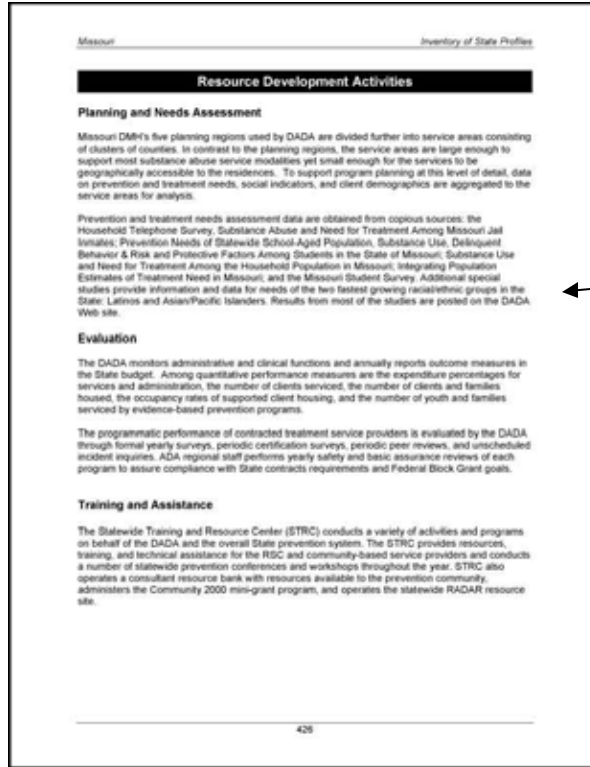 Missouri Inventory of State Profiles
Resource Development Activities
Planning and Needs Assessment
Missouri DMH's five planning regions used by DADA are divided further into service areas consisting
of clusters of counties. In contrast to the planning regions, the service areas are large enough to
support most substance abuse service modalities yet small enough for the services to be
geographically accessible to the residences. To support program planning at this level of detail, data
on prevention and treatment needs, social indicators, and client demographics are aggregated to the
service areas for analysis.
Prevention and treatment needs assessment data are obtained from copious sources: the
Household Telephone Survey, Substance Abuse and Need for Treatment Among Missouri Jail
Inmates; Prevention Needs of Statewide School-Aged Population, Substance Use, Delinquent
Behavior & Risk and Protective Factors Among Students in the State of Missouri; Substance Use
and Need for Treatment Among the Household Population in Missouri; Integrating Population
Estimates of Treatment Need in Missouri; and the Missouri Student Survey. Additional special
studies provide information and data for needs of the two fastest growing racial/ethnic groups in the
State: Latinos and Asian/Pacific Islanders. Results from most of the studies are posted on the DADA
Web site.
Evaluation
The DADA monitors administrative and clinical functions and annually reports outcome measures in
the State budget. Among quantitative performance measures are the expenditure percentages for
services and administration, the number of clients serviced, the number of clients and families
housed, the occupancy rates of supported client housing, and the number of youth and families
serviced by evidence-based prevention programs.
The programmatic performance of contracted treatment service providers is evaluated by the DADA
through formal yearly surveys, periodic certification surveys, periodic peer reviews, and unscheduled
incident inquiries. ADA regional staff performs yearly safety and basic assurance reviews of each
program to assure compliance with State contracts requirements and Federal Block Grant goals.
Training and Assistance
The Statewide Training and Resource Center (STRC) conducts a variety of activities and programs
on behalf of the DADA and the overall State prevention system. The STRC provides resources,
training, and technical assistance for the RSC and community-based service providers and conducts
a number of statewide prevention conferences and workshops throughout the year. STRC also
operates a consultant resource bank with resources available to the prevention community,
administers the Community 2000 mini-grant program, and operates the statewide RADAR resource
site.
426